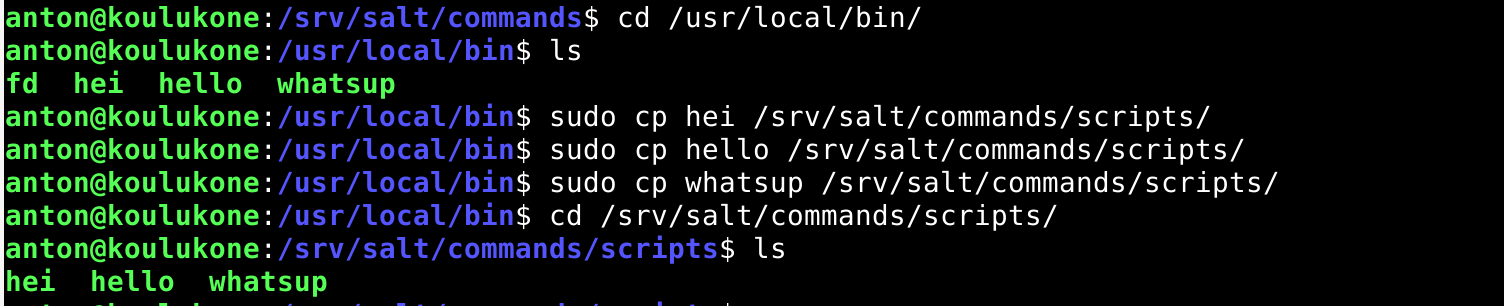 anton@koulukone:/srv/salt/commands$ cd /usr/local/bin/
anton@koulukone:/usr/local/bin$ ls
fd  hei  hello  whatsup
anton@koulukone:/usr/local/bin$ sudo cp hei /srv/salt/commands/scripts/
anton@koulukone:/usr/local/bin$ sudo cp hello /srv/salt/commands/scripts/
anton@koulukone:/usr/local/bin$ sudo cp whatsup /srv/salt/commands/scripts/
anton@koulukone:/usr/local/bin$ cd /srv/salt/commands/scripts/
anton@koulukone:/srv/salt/commands/scripts$ ls
hei  hello  whatsup